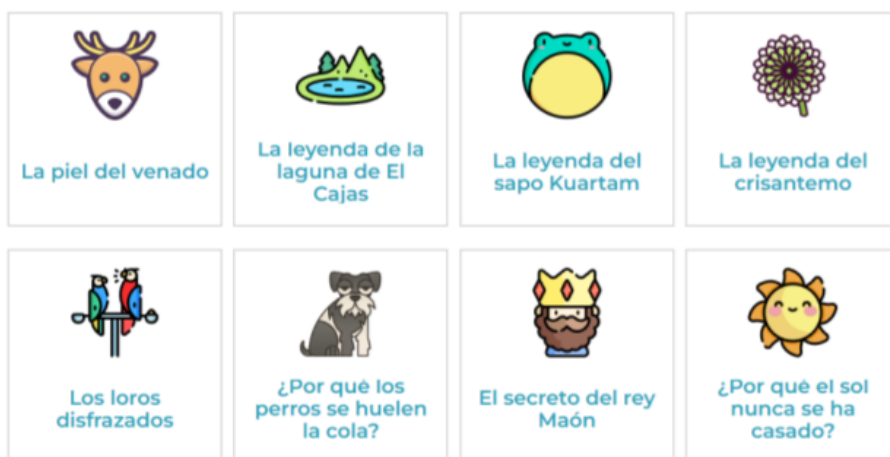 La piel del venado
La leyenda de la
laguna de El
Cajas
La leyenda del
sapo Kuartam
La leyenda del
crisantemo
Los loros
disfrazados
¿Por qué los
perros se huelen
la cola?
El secreto del rey
Maón
¿Por qué el sol
nunca se ha
casado?